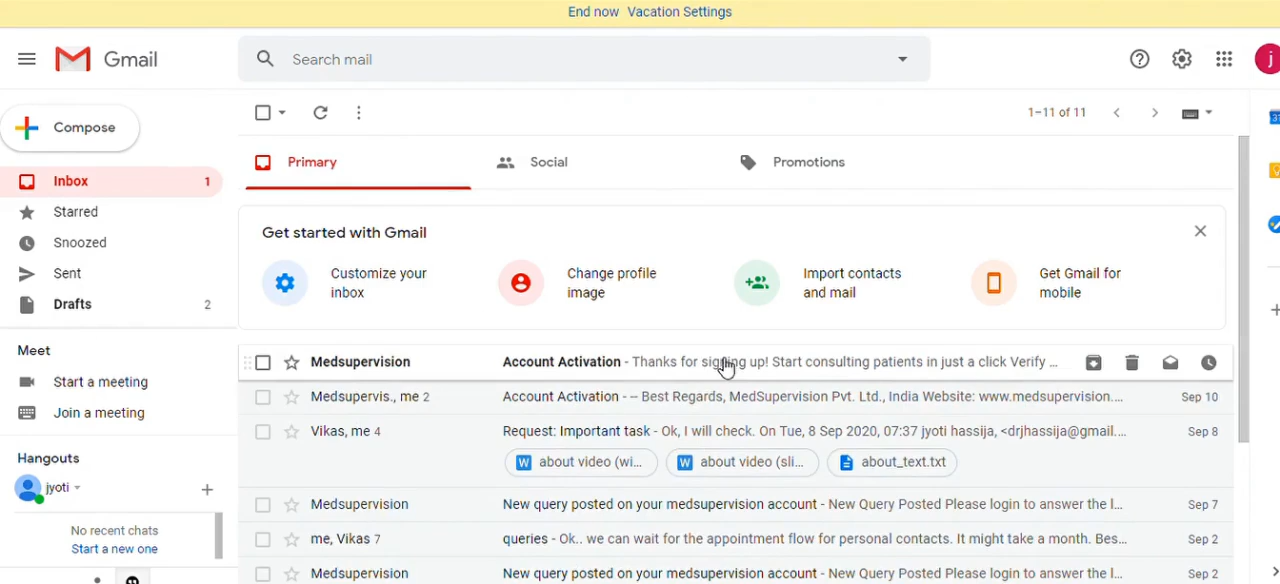 End now Vacation Settings
Gmail
Search mail
j
Compose
1–11 of 11
Inbox 1
Primary
Social
Promotions
Starred
Snoozed
Sent
Drafts 2
Get started with Gmail
Customize your
inbox
Change profile
image
Import contacts
and mail
Get Gmail for
mobile
Meet
Start a meeting
Join a meeting
Hangouts
jyoti
No recent chats
Start a new one
Medsupervision Account Activation - Thanks for signing up! Start consulting patients in just a click Verify ...
Medsupervis., me 2 Account Activation - -- Best Regards, MedSupervision Pvt. Ltd., India Website: www.medsupervision.... Sep 10
Vikas, me 4 Request: Important task - Ok, I will check. On Tue, 8 Sep 2020, 07:37 jyoti hassija, <drjhassija@gmail.... Sep 8
W about video (wi... W about video (sli... about_text.txt
Medsupervision New query posted on your medsupervision account - New Query Posted Please login to answer the l... Sep 7
me, Vikas 7 queries - Ok.. we can wait for the appointment flow for personal contacts. It might take a month. Bes... Sep 2
Medsupervision New query posted on your medsupervision account - New Query Posted Please login to answer the l... Sep 2